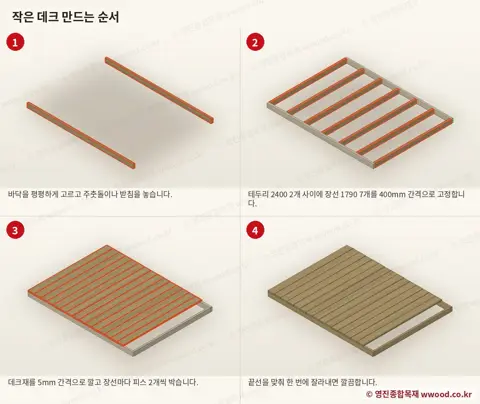 작은 데크 만드는 순서
1
2
바닥을 평평하게 고르고 주춧돌이나 받침을 놓습니다.
테두리 2400 2개 사이에 장선 1790 7개를 400mm 간격으로 고정합니
다.
3
4
데크재를 5mm 간격으로 깔고 장선마다 피스 2개씩 박습니다.
끝선을 맞춰 한 번에 잘라내면 깔끔합니다.
© 영진종합목재 wwood.co.kr